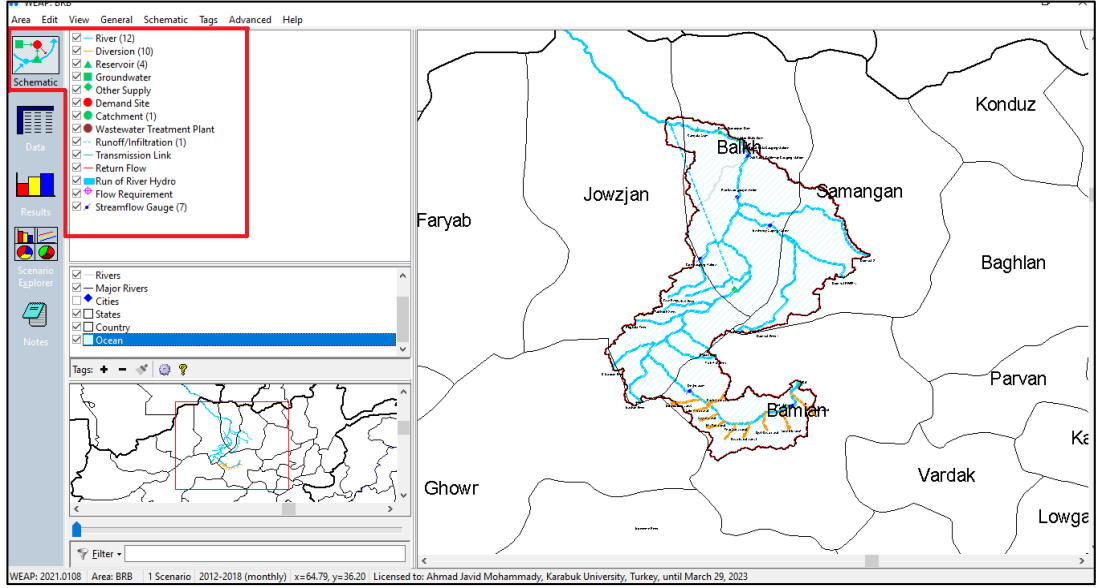 WEAP: BRB
Area Edit View General Schematic Tags Advanced Help
Schematic
Data
Results
Scenario
Explorer
Notes
River (12)
Diversion (10)
Reservoir (4)
Groundwater
Other Supply
Demand Site
Catchment (1)
Wastewater Treatment Plant
Runoff/Infiltration (1)
Transmission Link
Return Flow
Run of River Hydro
Flow Requirement
Streamflow Gauge (7)
Rivers
Major Rivers
Cities
States
Country
Ocean
Tags:
Filter
Konduz
Balkh
Jowzjan
Samangan
Faryab
Baghlan
Parvan
Bamian
Ka
Vardak
Ghowr
Lowga
WEAP: 2021.0108 Area: BRB 1 Scenario 2012-2018 (monthly) x=64.79, y=36.20 Licensed to: Ahmad Javid Mohammady, Karabuk University, Turkey, until March 29, 2023